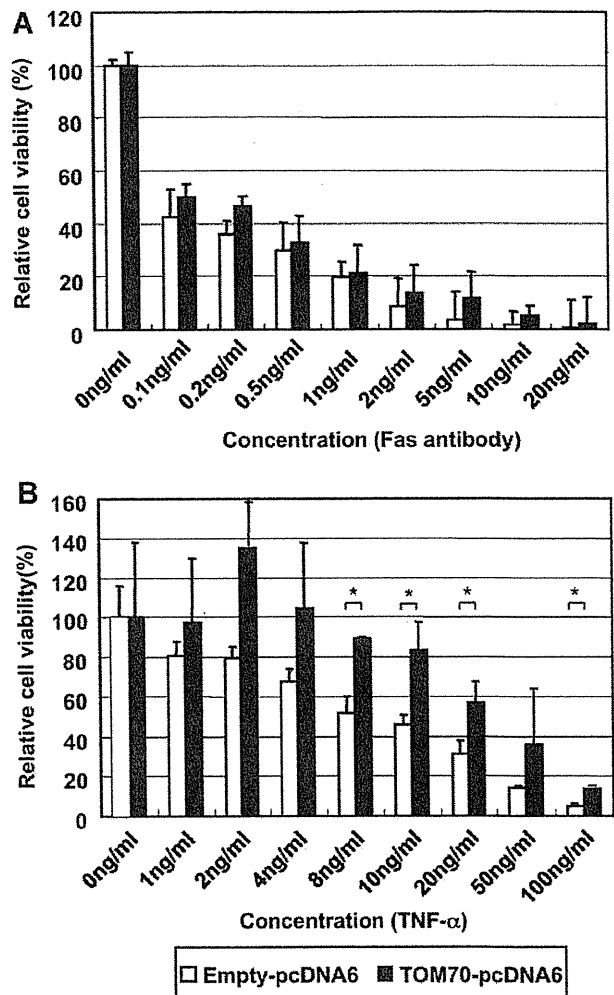 A
Relative cell viability (%)
120
100
80
60
40
20
0
0ng/ml
0.1ng/ml
0.2ng/ml
0.5ng/ml
1ng/ml
2ng/ml
5ng/ml
10ng/ml
20ng/ml
Concentration (Fas antibody)
B
Relative cell viability(%)
160
140
120
100
80
60
40
20
0
* * * *
0ng/ml
1ng/ml
2ng/ml
4ng/ml
8ng/ml
10ng/ml
20ng/ml
50ng/ml
100ng/ml
Concentration (TNF-α)
Empty-pcDNA6 TOM70-pcDNA6